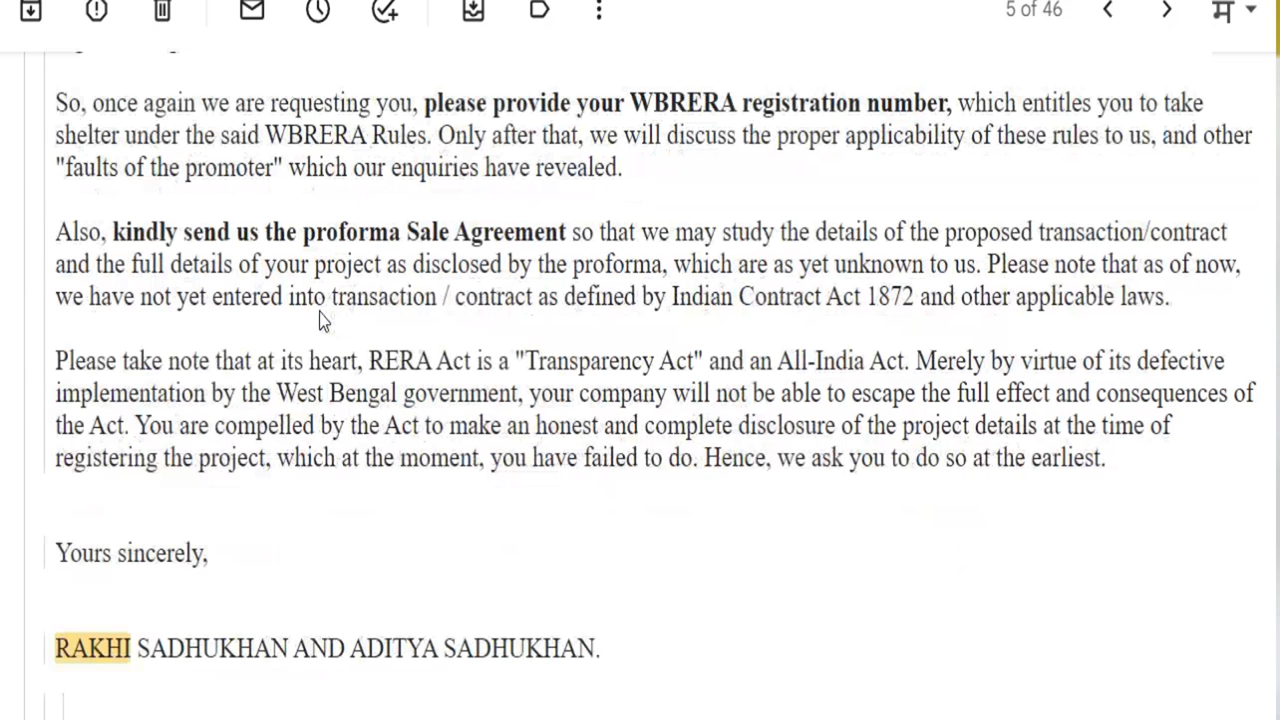 5 of 46
म
So, once again we are requesting you, please provide your WBRERA registration number, which entitles you to take
shelter under the said WBRERA Rules. Only after that, we will discuss the proper applicability of these rules to us, and other
"faults of the promoter" which our enquiries have revealed.
Also, kindly send us the proforma Sale Agreement so that we may study the details of the proposed transaction/contract
and the full details of your project as disclosed by the proforma, which are as yet unknown to us. Please note that as of now,
we have not yet entered into transaction / contract as defined by Indian Contract Act 1872 and other applicable laws.
Please take note that at its heart, RERA Act is a "Transparency Act" and an All-India Act. Merely by virtue of its defective
implementation by the West Bengal government, your company will not be able to escape the full effect and consequences of
the Act. You are compelled by the Act to make an honest and complete disclosure of the project details at the time of
registering the project, which at the moment, you have failed to do. Hence, we ask you to do so at the earliest.
Yours sincerely,
RAKHI SADHUKHAN AND ADITYA SADHUKHAN.